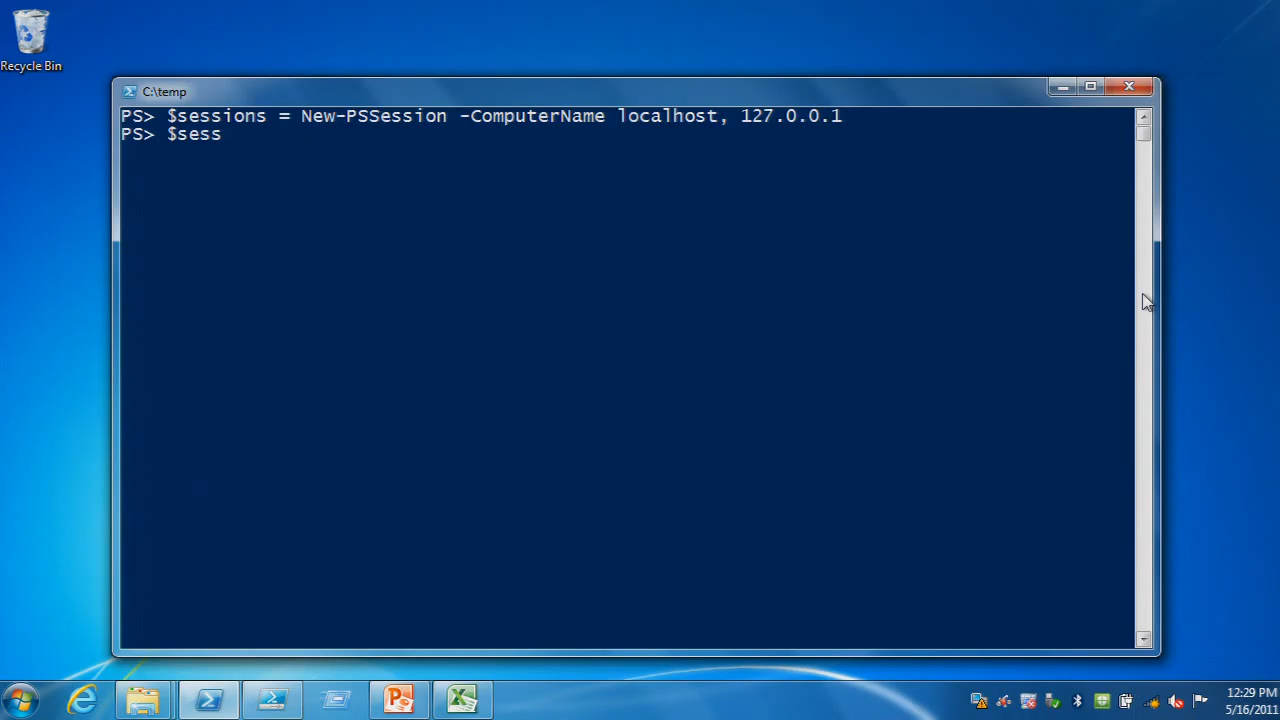 Recycle Bin
C:\temp
PS> $sessions = New-PSSession -ComputerName localhost, 127.0.0.1
PS> $sess
12:29 PM
5/16/2011